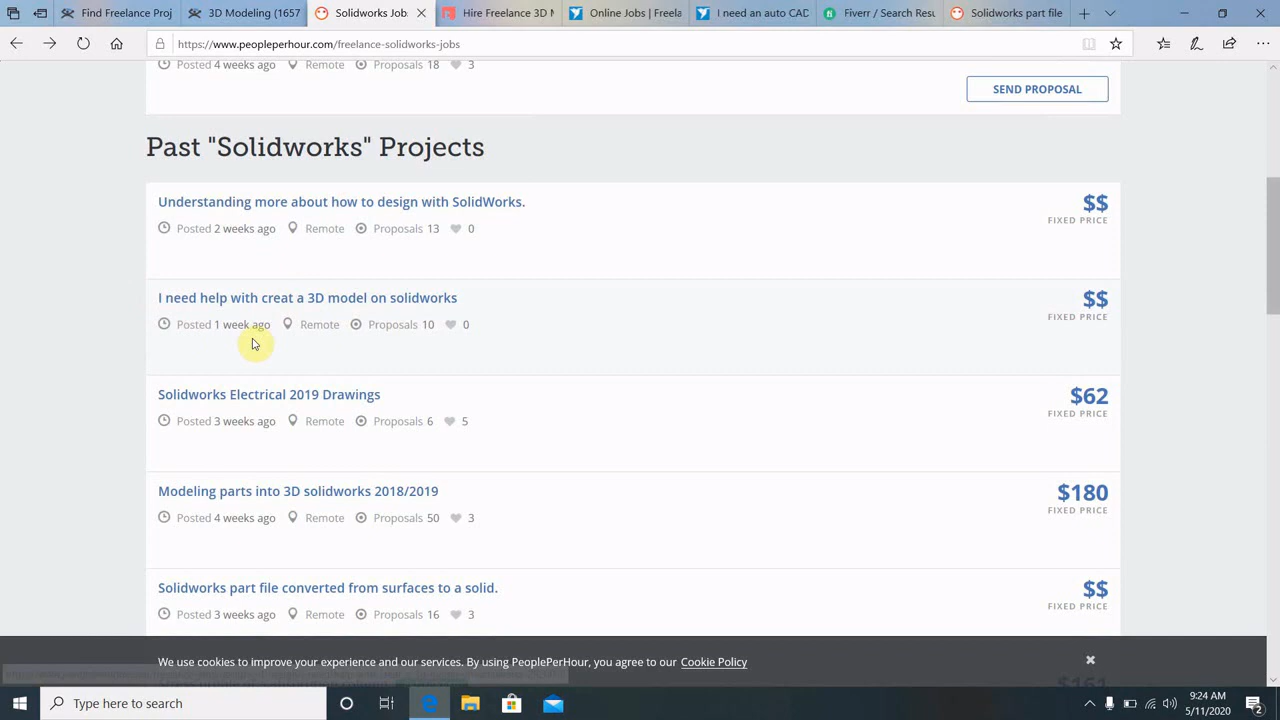 Find Freelance Proj
3D Modeling (1657
Solidworks Job:
Hire Freelance 3D M
Online Jobs | Freela
I need an auto CAD
Fiverr / Search Resu
Solidworks part file
https://www.peopleperhour.com/freelance-solidworks-jobs
Posted 4 weeks ago Remote Proposals 18 3
SEND PROPOSAL
Past "Solidworks" Projects
Understanding more about how to design with SolidWorks.
$$
FIXED PRICE
Posted 2 weeks ago Remote Proposals 13 0
I need help with creat a 3D model on solidworks
$$
FIXED PRICE
Posted 1 week ago Remote Proposals 10 0
Solidworks Electrical 2019 Drawings
$62
FIXED PRICE
Posted 3 weeks ago Remote Proposals 6 5
Modeling parts into 3D solidworks 2018/2019
$180
FIXED PRICE
Posted 4 weeks ago Remote Proposals 50 3
Solidworks part file converted from surfaces to a solid.
$$
FIXED PRICE
Posted 3 weeks ago Remote Proposals 16 3
We use cookies to improve your experience and our services. By using PeoplePerHour, you agree to our Cookie Policy
Type here to search
9:24 AM
5/11/2020
2